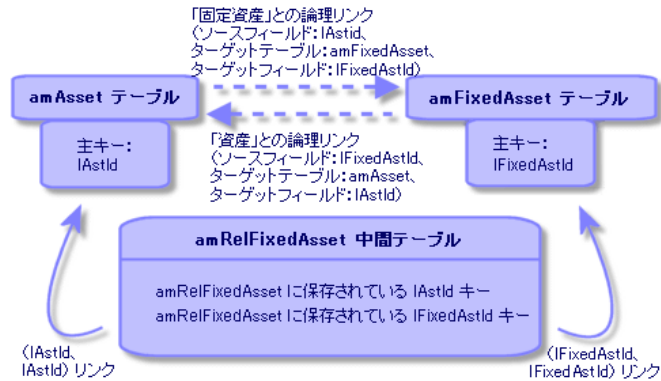 「固定資産」との論理リンク
(ソースフィールド:lAstid、
ターゲットテーブル:amFixedAsset、
ターゲットフィールド:lFixedAstId)
amAsset テーブル
amFixedAsset テーブル
主キー:
lAstId
「資産」との論理リンク
(ソースフィールド:lFixedAstId、
ターゲットテーブル:amAsset、
ターゲットフィールド:lAstId)
主キー:
lFixedAstId
amRelFixedAsset 中間テーブル
amRelFixedAsset に保存されている lAstId キー
amRelFixedAsset に保存されている lFixedAstId キー
(lAstId、
lAstId) リンク
(lFixedAstId、
lFixedAstId) リンク